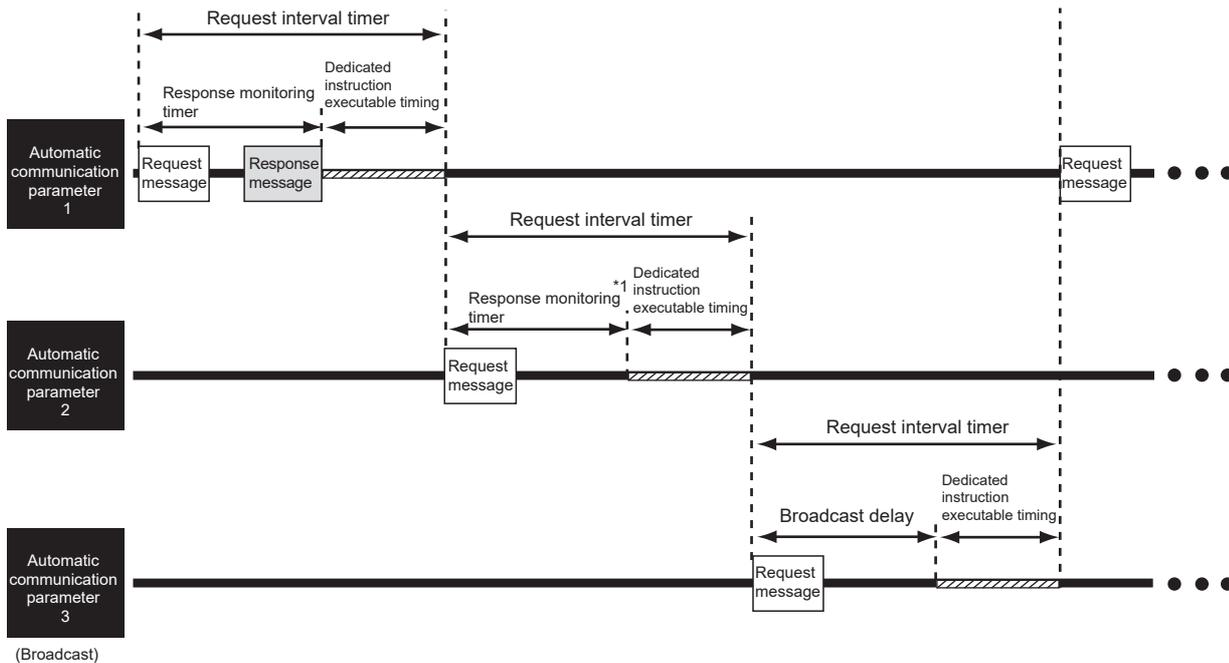 Request interval timer
Dedicated
instruction
executable timing
Response monitoring
timer
Automatic
communication
parameter
1
Request
message
Response
message
Request
message
Request interval timer
*1
Dedicated
instruction
executable timing
Response monitoring
timer
Automatic
communication
parameter
2
Request
message
Request interval timer
Dedicated
instruction
executable timing
Broadcast delay
Automatic
communication
parameter
3
Request
message
(Broadcast)